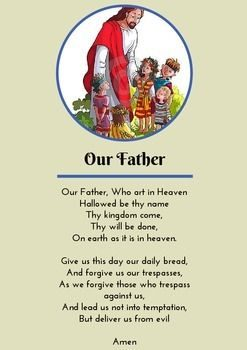 Our Father
Our Father, Who art in Heaven
Hallowed be thy name
Thy kingdom come,
Thy will be done,
On earth as it is in heaven.
Give us this day our daily bread,
And forgive us our trespasses,
As we forgive those who trespass
against us,
And lead us not into temptation,
But deliver us from evil
Amen